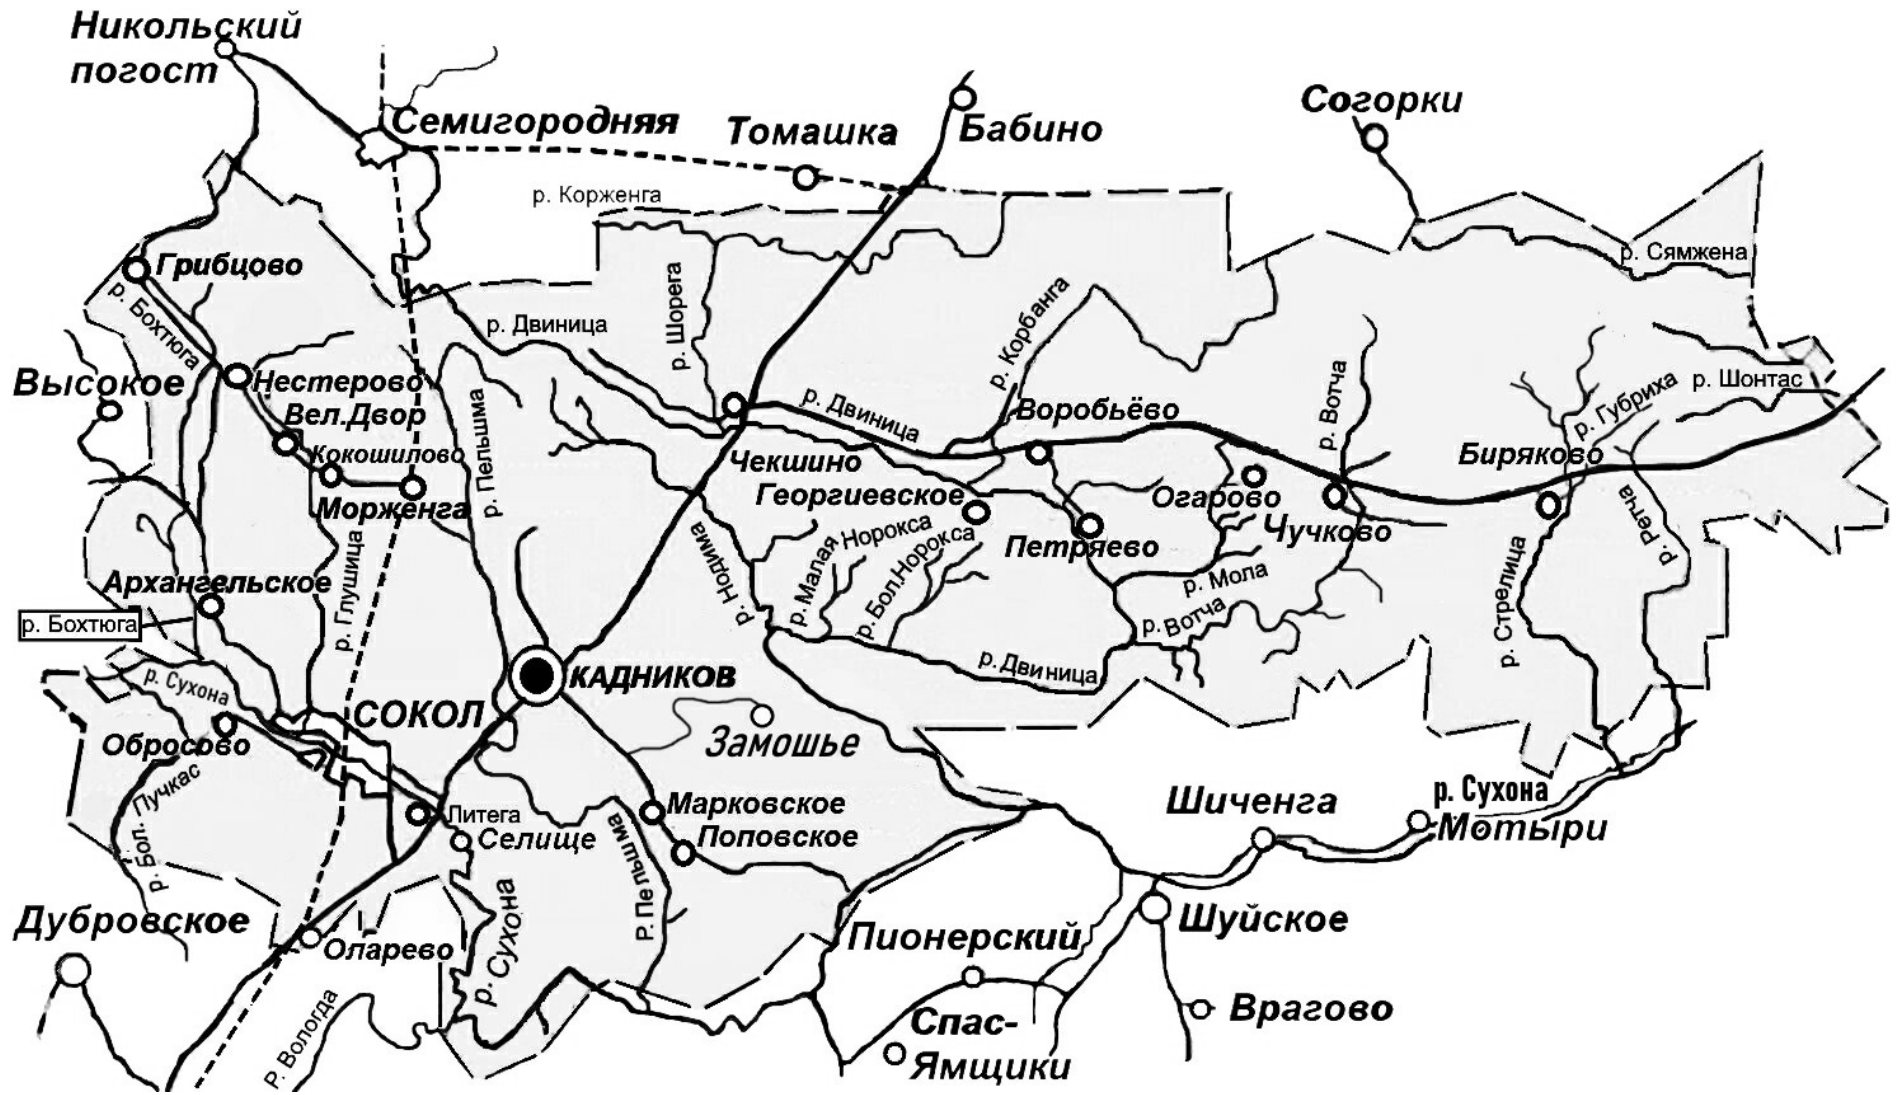 Никольский
погост
Семигородняя
Томашка
Бабино
Согорки
р. Корженга
р. Сямжена
Грибцово
р. Бохтюга
р. Двиница
р. Шорега
р. Корбанга
Высокое
Нестерово
Вел.Двор
Кокошилово
Морженга
р. Пельшма
р. Двиница
Воробьёво
р. Вотча
р. Губриха
р. Шонтас
Чекшино
Георгиевское
Огарово
Чучково
Биряково
Петряево
р. Нодима
р. Малая Норокса
р. Бол.Норокса
р. Мола
р. Вотча
р. Стрелица
р. Ретча
Архангельское
р. Глушица
р. Бохтюга
р. Двиница
КАДНИКОВ
р. Сухона
СОКОЛ
Обросово
Замошье
р. Бол. Пучкас
Литега
Селище
Марковское
Поповское
Р. Пельшма
Шиченга
р. Сухона
Мотыри
Дубровское
Оларево
р. Сухона
Р. Вологда
Пионерский
Шуйское
Врагово
Спас-
Ямщики